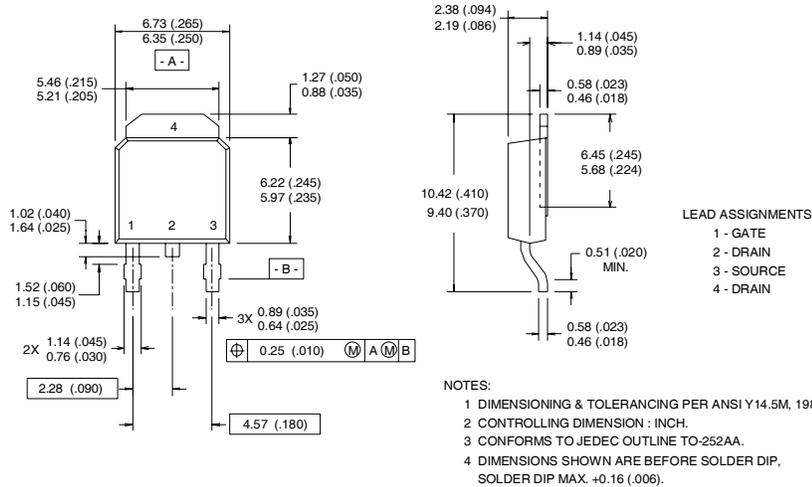 6.73 (.265)
6.35 (.250)
- A -
5.46 (.215)
5.21 (.205)
1.27 (.050)
0.88 (.035)
4
6.22 (.245)
5.97 (.235)
1.02 (.040)
1.64 (.025)
1 2 3
- B -
1.52 (.060)
1.15 (.045)
3X 0.89 (.035)
0.64 (.025)
2X 1.14 (.045)
0.76 (.030)
0.25 (.010) M A M B
2.28 (.090)
4.57 (.180)
2.38 (.094)
2.19 (.086)
1.14 (.045)
0.89 (.035)
0.58 (.023)
0.46 (.018)
6.45 (.245)
5.68 (.224)
10.42 (.410)
9.40 (.370)
0.51 (.020)
MIN.
0.58 (.023)
0.46 (.018)
LEAD ASSIGNMENTS
1 - GATE
2 - DRAIN
3 - SOURCE
4 - DRAIN
NOTES:
1 DIMENSIONING & TOLERANCING PER ANSI Y14.5M, 198
2 CONTROLLING DIMENSION : INCH.
3 CONFORMS TO JEDEC OUTLINE TO-252AA.
4 DIMENSIONS SHOWN ARE BEFORE SOLDER DIP,
SOLDER DIP MAX. +0.16 (.006).